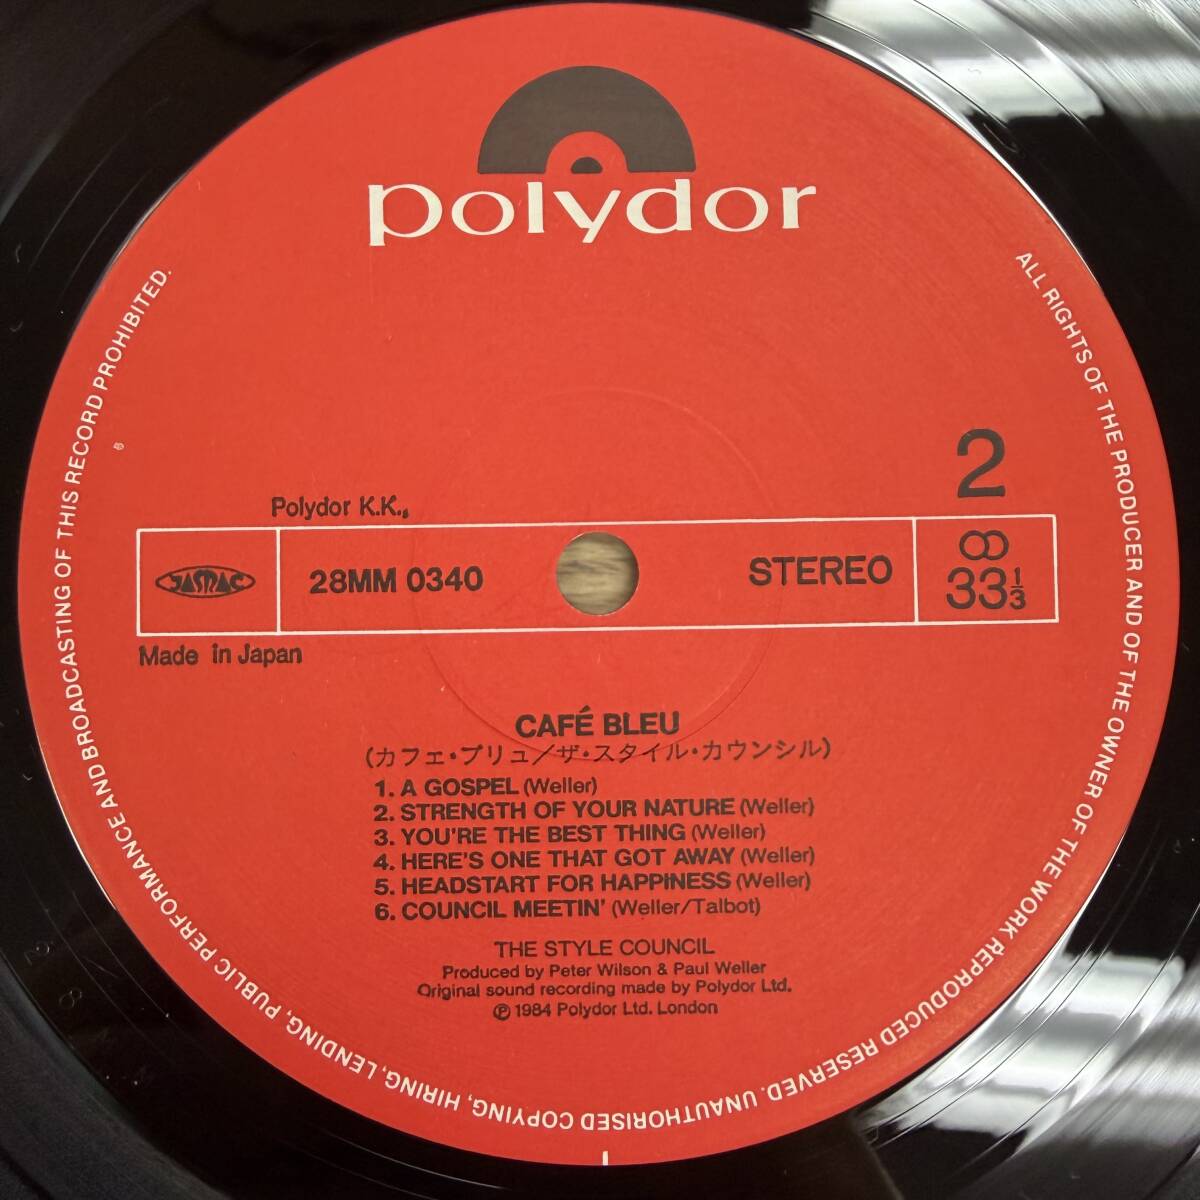 polydor
2
Polydor K.K.
JASRAC
28MM 0340
STEREO
33 1/3
Made in Japan
CAFÉ BLEU
(カフェ・ブリュ/ザ・スタイル・カウンシル)
1. A GOSPEL (Weller)
2. STRENGTH OF YOUR NATURE (Weller)
3. YOU'RE THE BEST THING (Weller)
4. HERE'S ONE THAT GOT AWAY (Weller)
5. HEADSTART FOR HAPPINESS (Weller)
6. COUNCIL MEETIN' (Weller/Talbot)
THE STYLE COUNCIL
Produced by Peter Wilson & Paul Weller
Original sound recording made by Polydor Ltd.
℗ 1984 Polydor Ltd. London
ALL RIGHTS OF THE PRODUCER AND OF THE OWNER OF THE WORK REPRODUCED RESERVED. UNAUTHORISED COPYING, HIRING, LENDING, PUBLIC PERFORMANCE AND BROADCASTING OF THIS RECORD PROHIBITED.